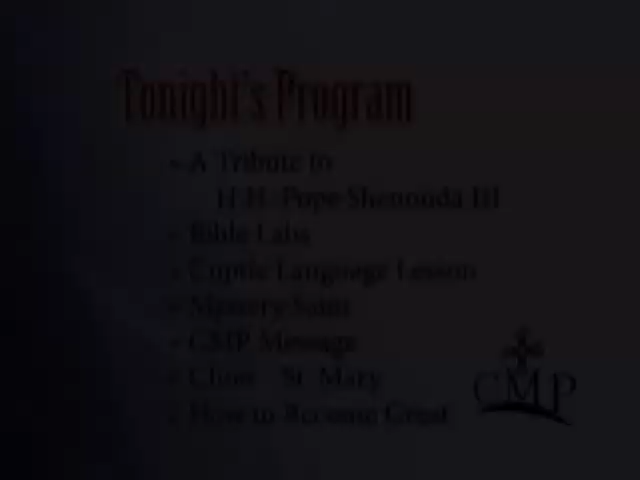 Tonight's Program
A Tribute to
H.H. Pope Shenouda III
Bible Labs
Coptic Language Lesson
Mystery Saint
CMP Message
Choir - St. Mary
How to Become Great
CMP